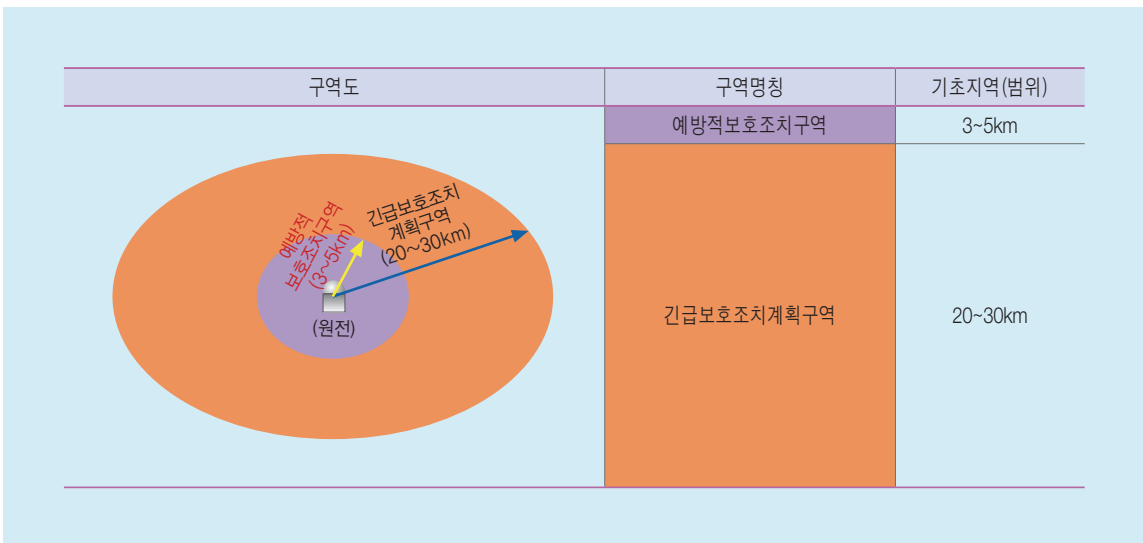 구역도 구역명칭 기초지역(범위)
예방적보호조치구역 3~5km
예방적
보호조치구역
(3~5km)
긴급보호조치
계획구역
(20~30km)
(원전)
긴급보호조치계획구역 20~30km